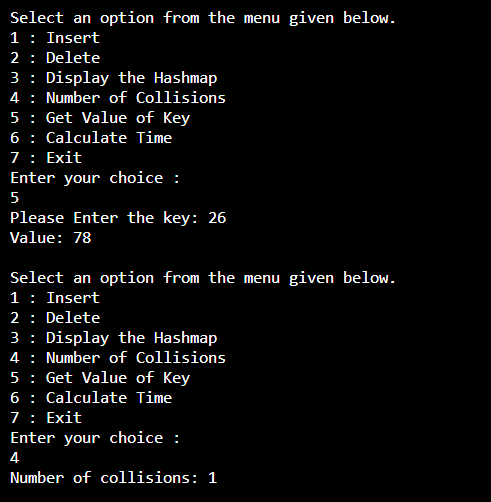 Select an option from the menu given below.
1 : Insert
2 : Delete
3 : Display the Hashmap
4 : Number of Collisions
5 : Get Value of Key
6 : Calculate Time
7 : Exit
Enter your choice :
5
Please Enter the key: 26
Value: 78
Select an option from the menu given below.
1 : Insert
2 : Delete
3 : Display the Hashmap
4 : Number of Collisions
5 : Get Value of Key
6 : Calculate Time
7 : Exit
Enter your choice :
4
Number of collisions: 1